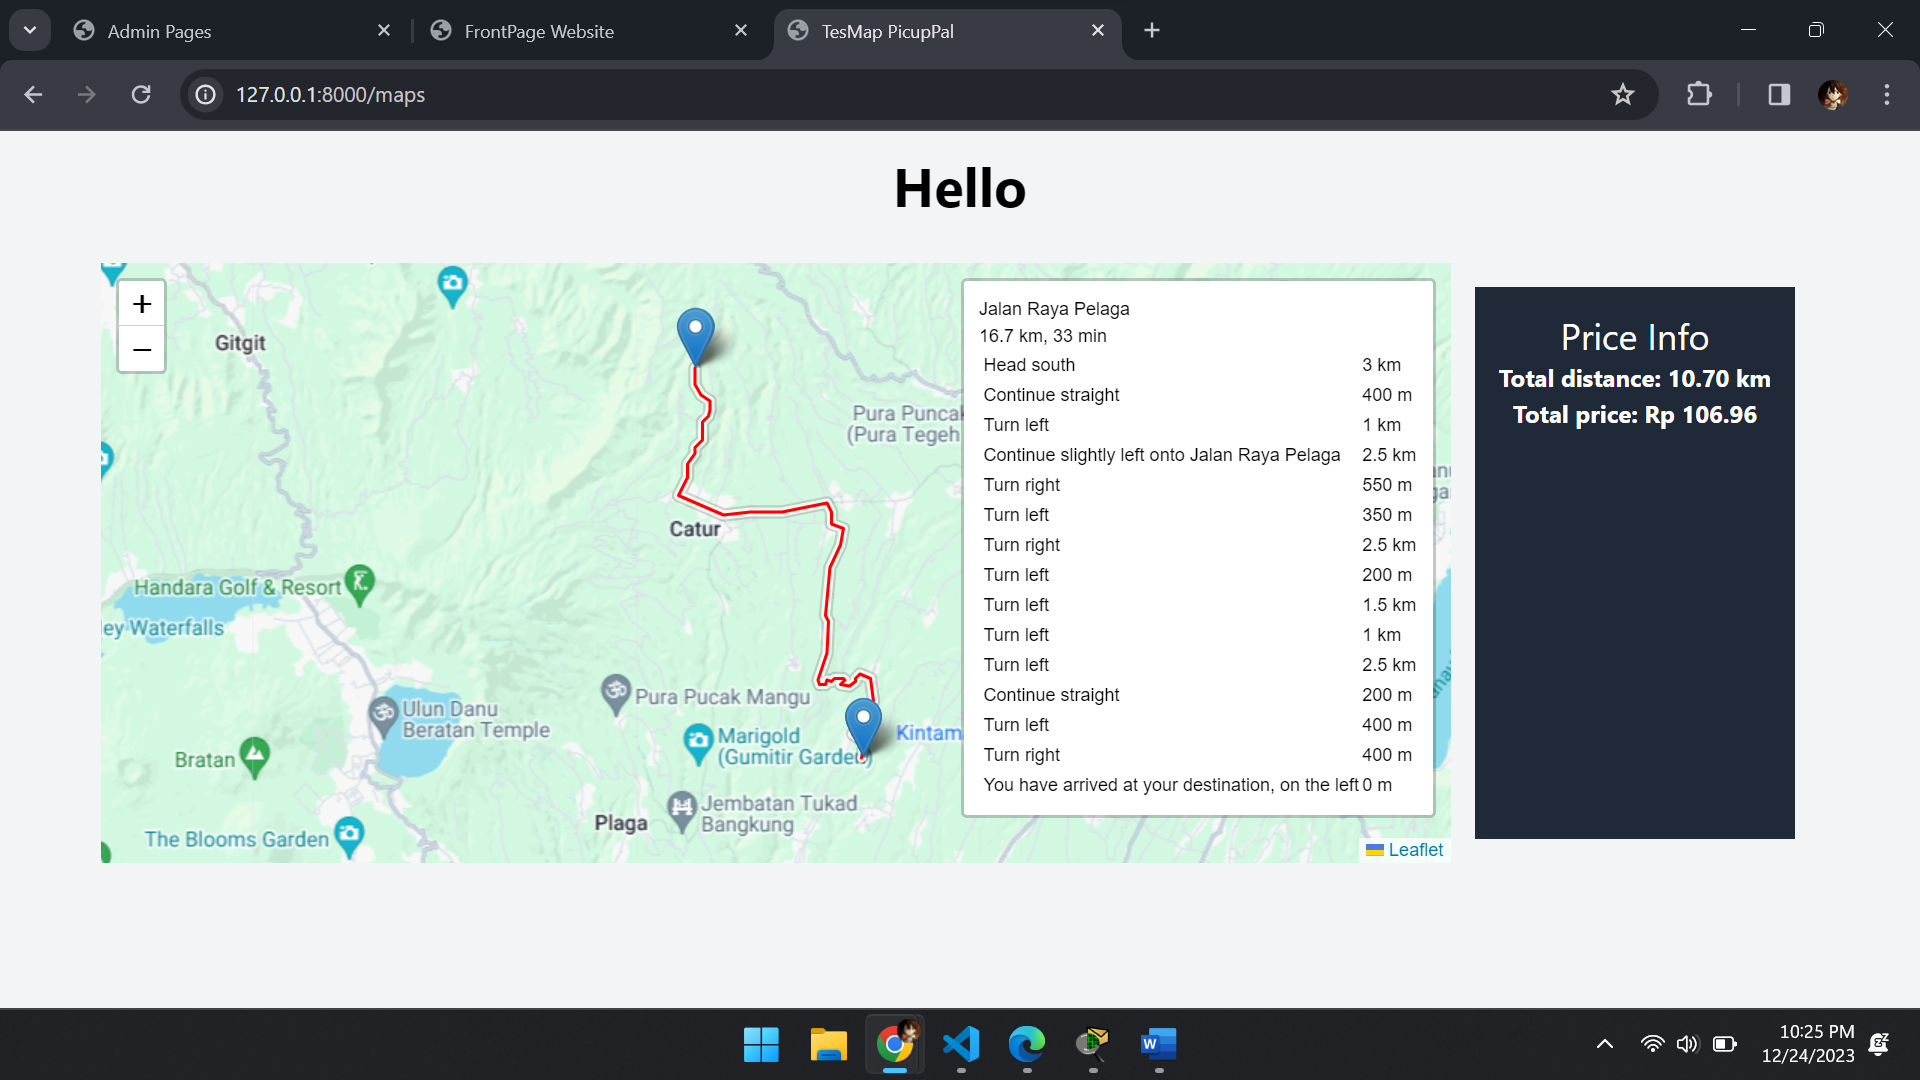 Admin Pages
FrontPage Website
TesMap PicupPal
127.0.0.1:8000/maps
Hello
+
−
Gitgit
Pura Puncak
(Pura Tegeh
Catur
Handara Golf & Resort
ey Waterfalls
Pura Pucak Mangu
Ulun Danu
Beratan Temple
Marigold
(Gumitir Garden)
Kintam
Bratan
Jembatan Tukad
Bangkung
Plaga
The Blooms Garden
Jalan Raya Pelaga
16.7 km, 33 min
Head south 3 km
Continue straight 400 m
Turn left 1 km
Continue slightly left onto Jalan Raya Pelaga 2.5 km
Turn right 550 m
Turn left 350 m
Turn right 2.5 km
Turn left 200 m
Turn left 1.5 km
Turn left 1 km
Turn left 2.5 km
Continue straight 200 m
Turn left 400 m
Turn right 400 m
You have arrived at your destination, on the left 0 m
Leaflet
Price Info
Total distance: 10.70 km
Total price: Rp 106.96
10:25 PM
12/24/2023